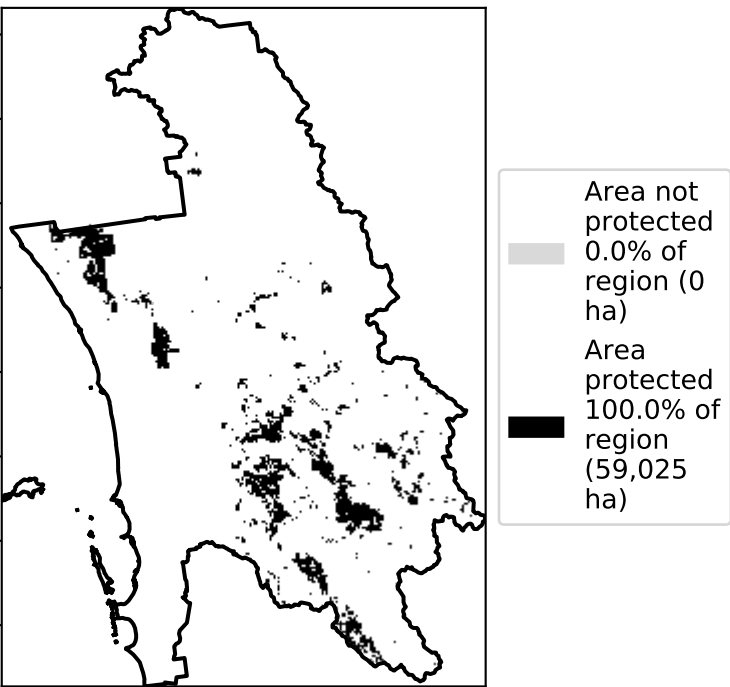 Area not
protected
0.0% of
region (0
ha)
Area
protected
100.0% of
region
(59,025
ha)